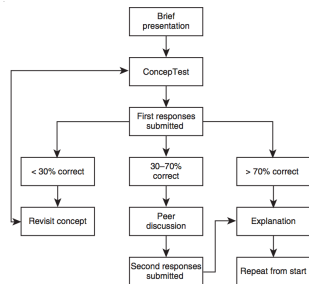 Brief
presentation
ConcepTest
First responses
submitted
< 30% correct
30–70%
correct
> 70% correct
Revisit concept
Peer
discussion
Explanation
Second responses
submitted
Repeat from start